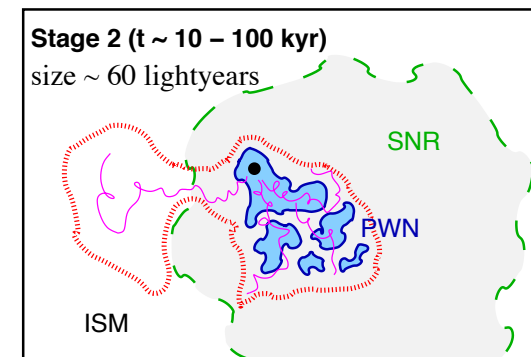 Stage 2 (t ~ 10 – 100 kyr)
size ~ 60 lightyears
SNR
PWN
ISM